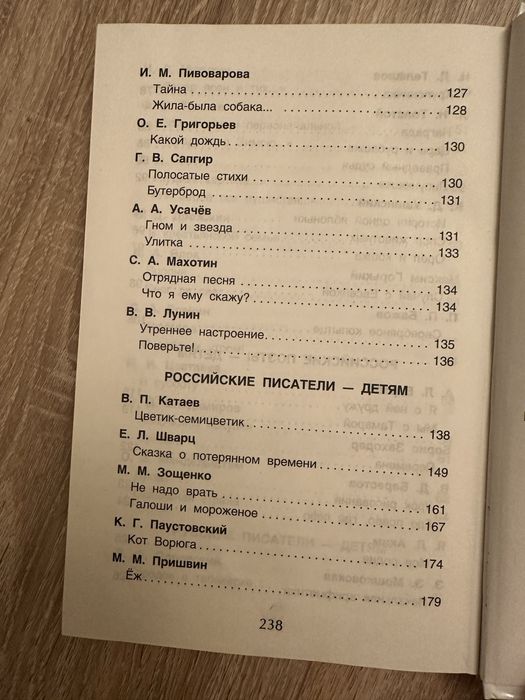 И. М. Пивоварова
Тайна 127
Жила-была собака... 128
О. Е. Григорьев
Какой дождь 130
Г. В. Сапгир
Полосатые стихи 130
Бутерброд 131
А. А. Усачёв
Гном и звезда 131
Улитка 133
С. А. Махотин
Отрядная песня 134
Что я ему скажу? 134
В. В. Лунин
Утреннее настроение 135
Поверьте! 136
РОССИЙСКИЕ ПИСАТЕЛИ — ДЕТЯМ
В. П. Катаев
Цветик-семицветик 138
Е. Л. Шварц
Сказка о потерянном времени 149
М. М. Зощенко
Не надо врать 161
Галоши и мороженое 167
К. Г. Паустовский
Кот Ворюга 174
М. М. Пришвин
Ёж 179
238